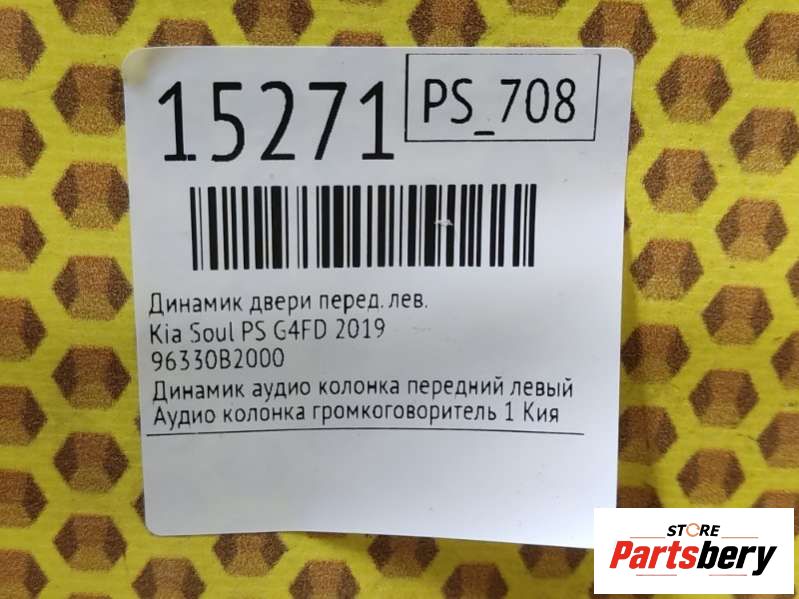 15271
PS_708
Динамик двери перед. лев.
Kia Soul PS G4FD 2019
96330B2000
Динамик аудио колонка передний левый
Аудио колонка громкоговоритель 1 Кия
STORE
Partsbery